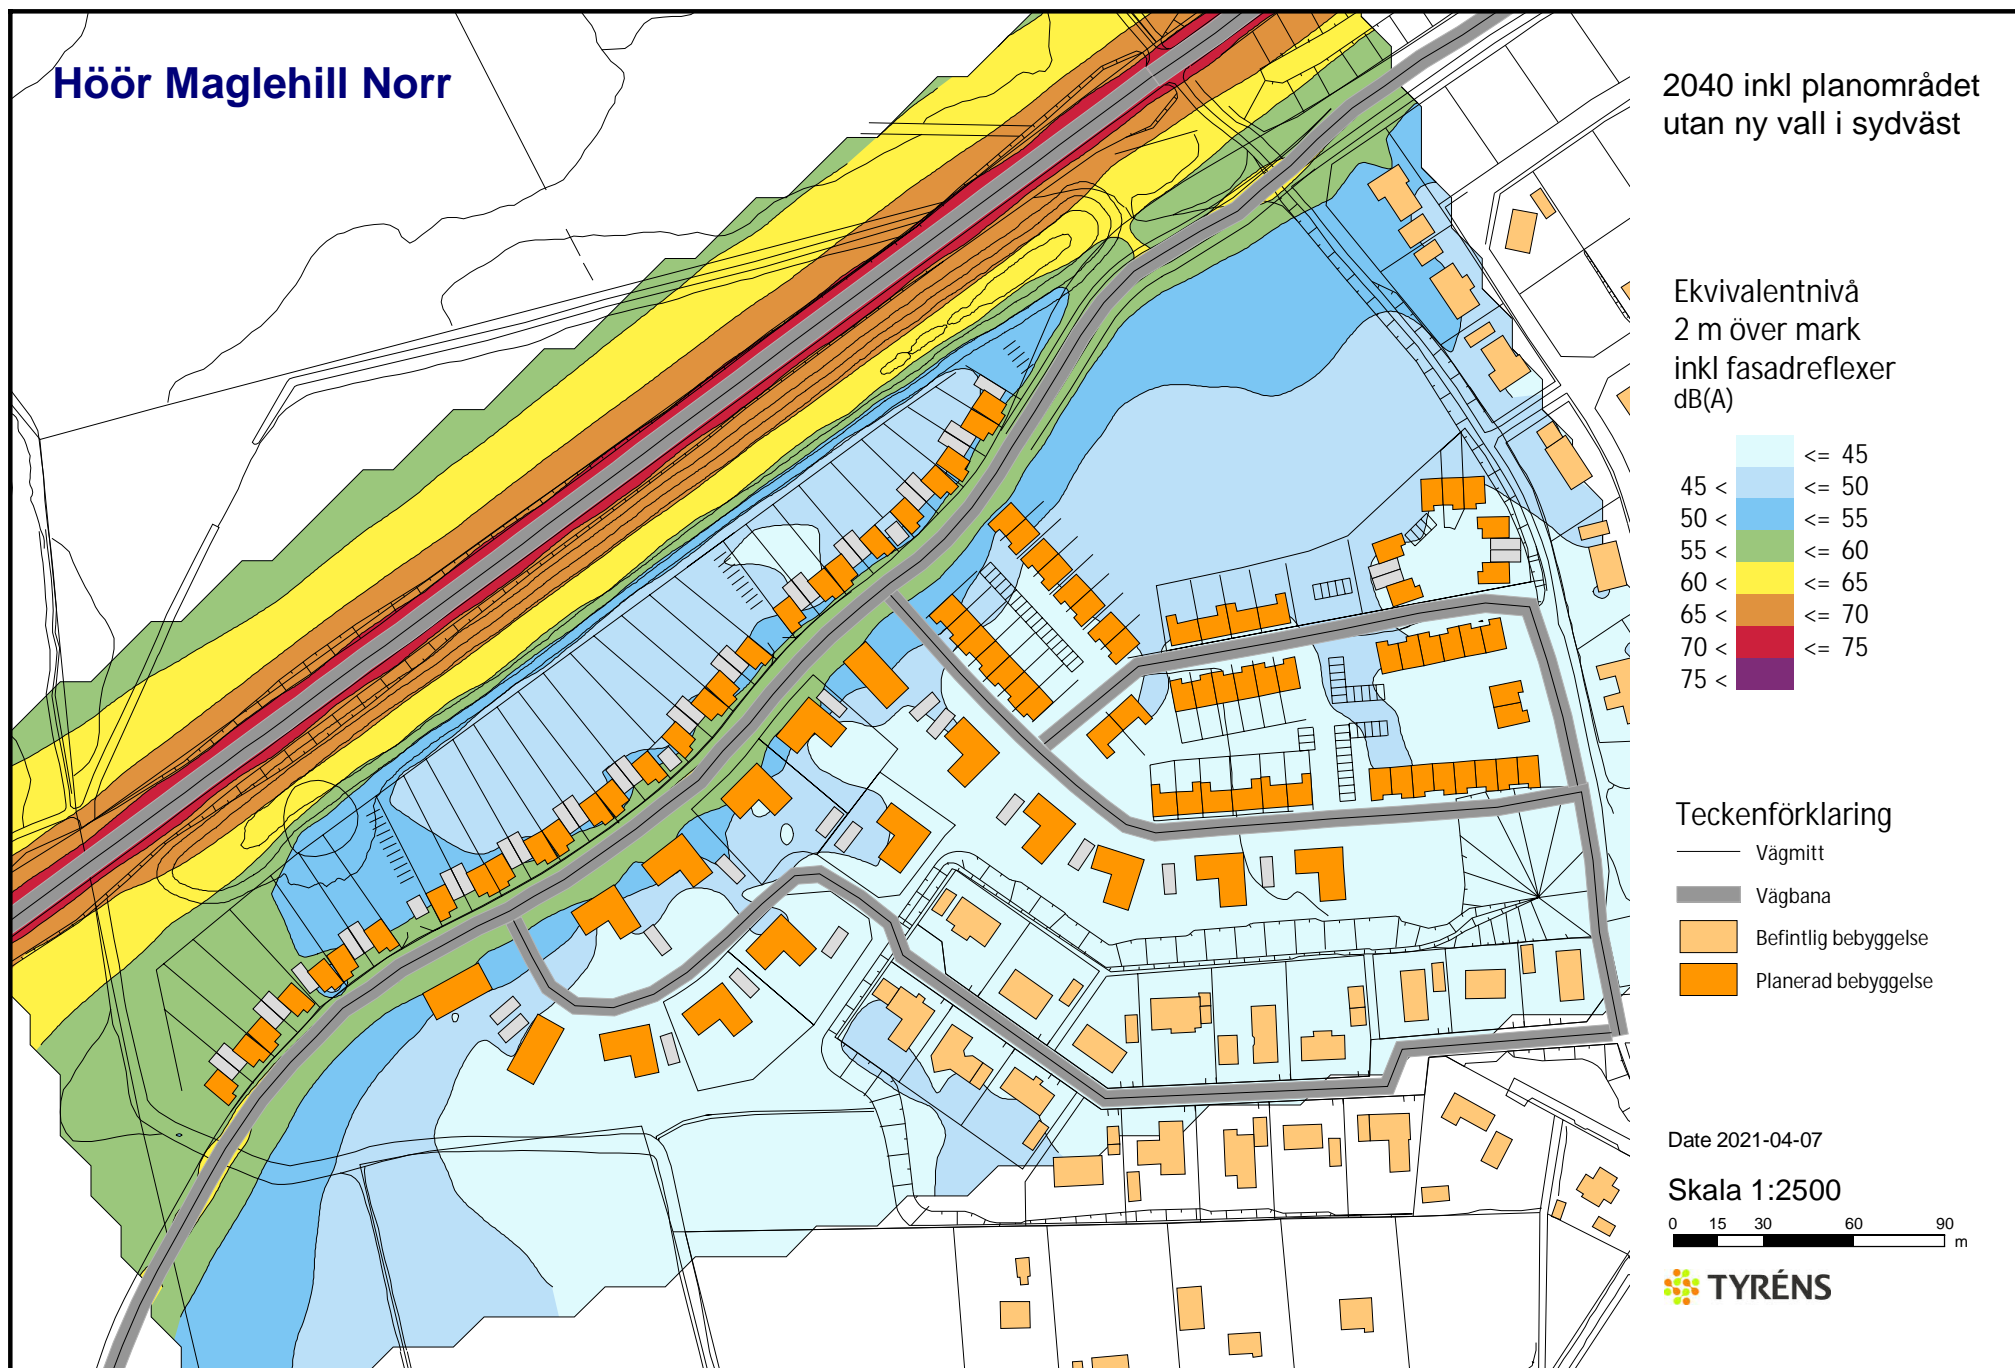 Höör Maglehill Norr
2040 inkl planområdet
utan ny vall i sydväst
Ekvivalentnivå
2 m över mark
inkl fasadreflexer
dB(A)
<= 45
45 < <= 50
50 < <= 55
55 < <= 60
60 < <= 65
65 < <= 70
70 < <= 75
75 <
Teckenförklaring
Vägmitt
Vägbana
Befintlig bebyggelse
Planerad bebyggelse
Date 2021-04-07
Skala 1:2500
0 15 30 60 90
m
TYRÉNS